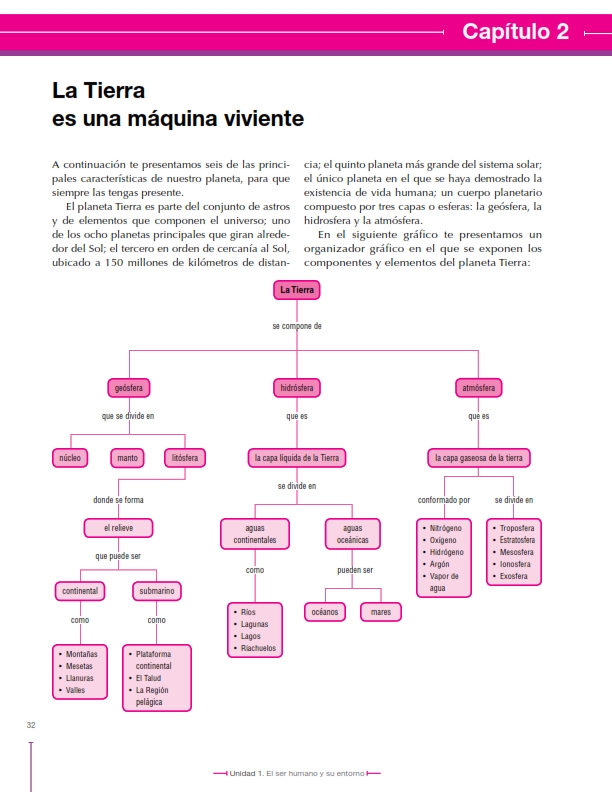 Capítulo 2
La Tierra
es una máquina viviente
A continuación te presentamos seis de las princi-
pales características de nuestro planeta, para que
siempre las tengas presente.
El planeta Tierra es parte del conjunto de astros
y de elementos que componen el universo; uno
de los ocho planetas principales que giran alrede-
dor del Sol; el tercero en orden de cercanía al Sol,
ubicado a 150 millones de kilómetros de distan-
cia; el quinto planeta más grande del sistema solar;
el único planeta en el que se haya demostrado la
existencia de vida humana; un cuerpo planetario
compuesto por tres capas o esferas: la geósfera, la
hidrosfera y la atmósfera.
En el siguiente gráfico te presentamos un
organizador gráfico en el que se exponen los
componentes y elementos del planeta Tierra:
La Tierra
se compone de
geósfera
hidrósfera
atmósfera
que se divide en
que es
que es
núcleo
manto
litósfera
la capa líquida de la Tierra
la capa gaseosa de la tierra
donde se forma
se divide en
conformado por
se divide en
el relieve
aguas
continentales
aguas
oceánicas
• Nitrógeno
• Oxígeno
• Hidrógeno
• Argón
• Vapor de
agua
• Troposfera
• Estratosfera
• Mesosfera
• Ionosfera
• Exosfera
que puede ser
como
pueden ser
continental
submarino
océanos
mares
como
como
• Ríos
• Lagunas
• Lagos
• Riachuelos
• Montañas
• Mesetas
• Llanuras
• Valles
• Plataforma
continental
• El Talud
• La Región
pelágica
32
Unidad 1. El ser humano y su entorno